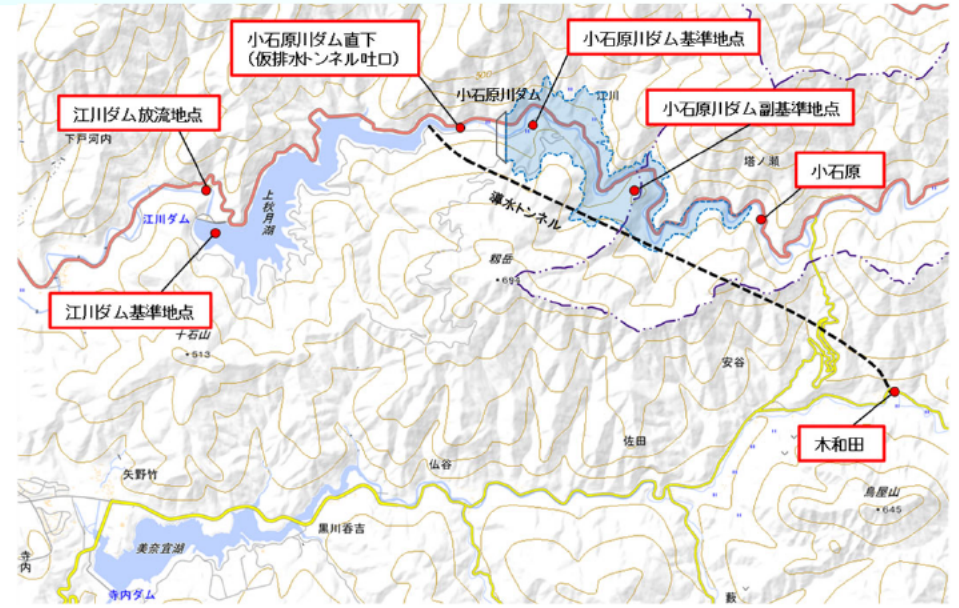 小石原川ダム直下
（仮排水トンネル吐口）
小石原川ダム基準地点
500
小石原川ダム
江川
江川ダム放流地点
小石原川ダム副基準地点
下戸河内
塔ノ瀬
小石原
上秋月湖
導水トンネル
江川ダム
江川ダム基準地点
十石山
・513
安谷
木和田
佐田
仏谷
矢野竹
鳥屋山
・645
黒川呑吉
美奈宜湖
寺内
寺内ダム
藪